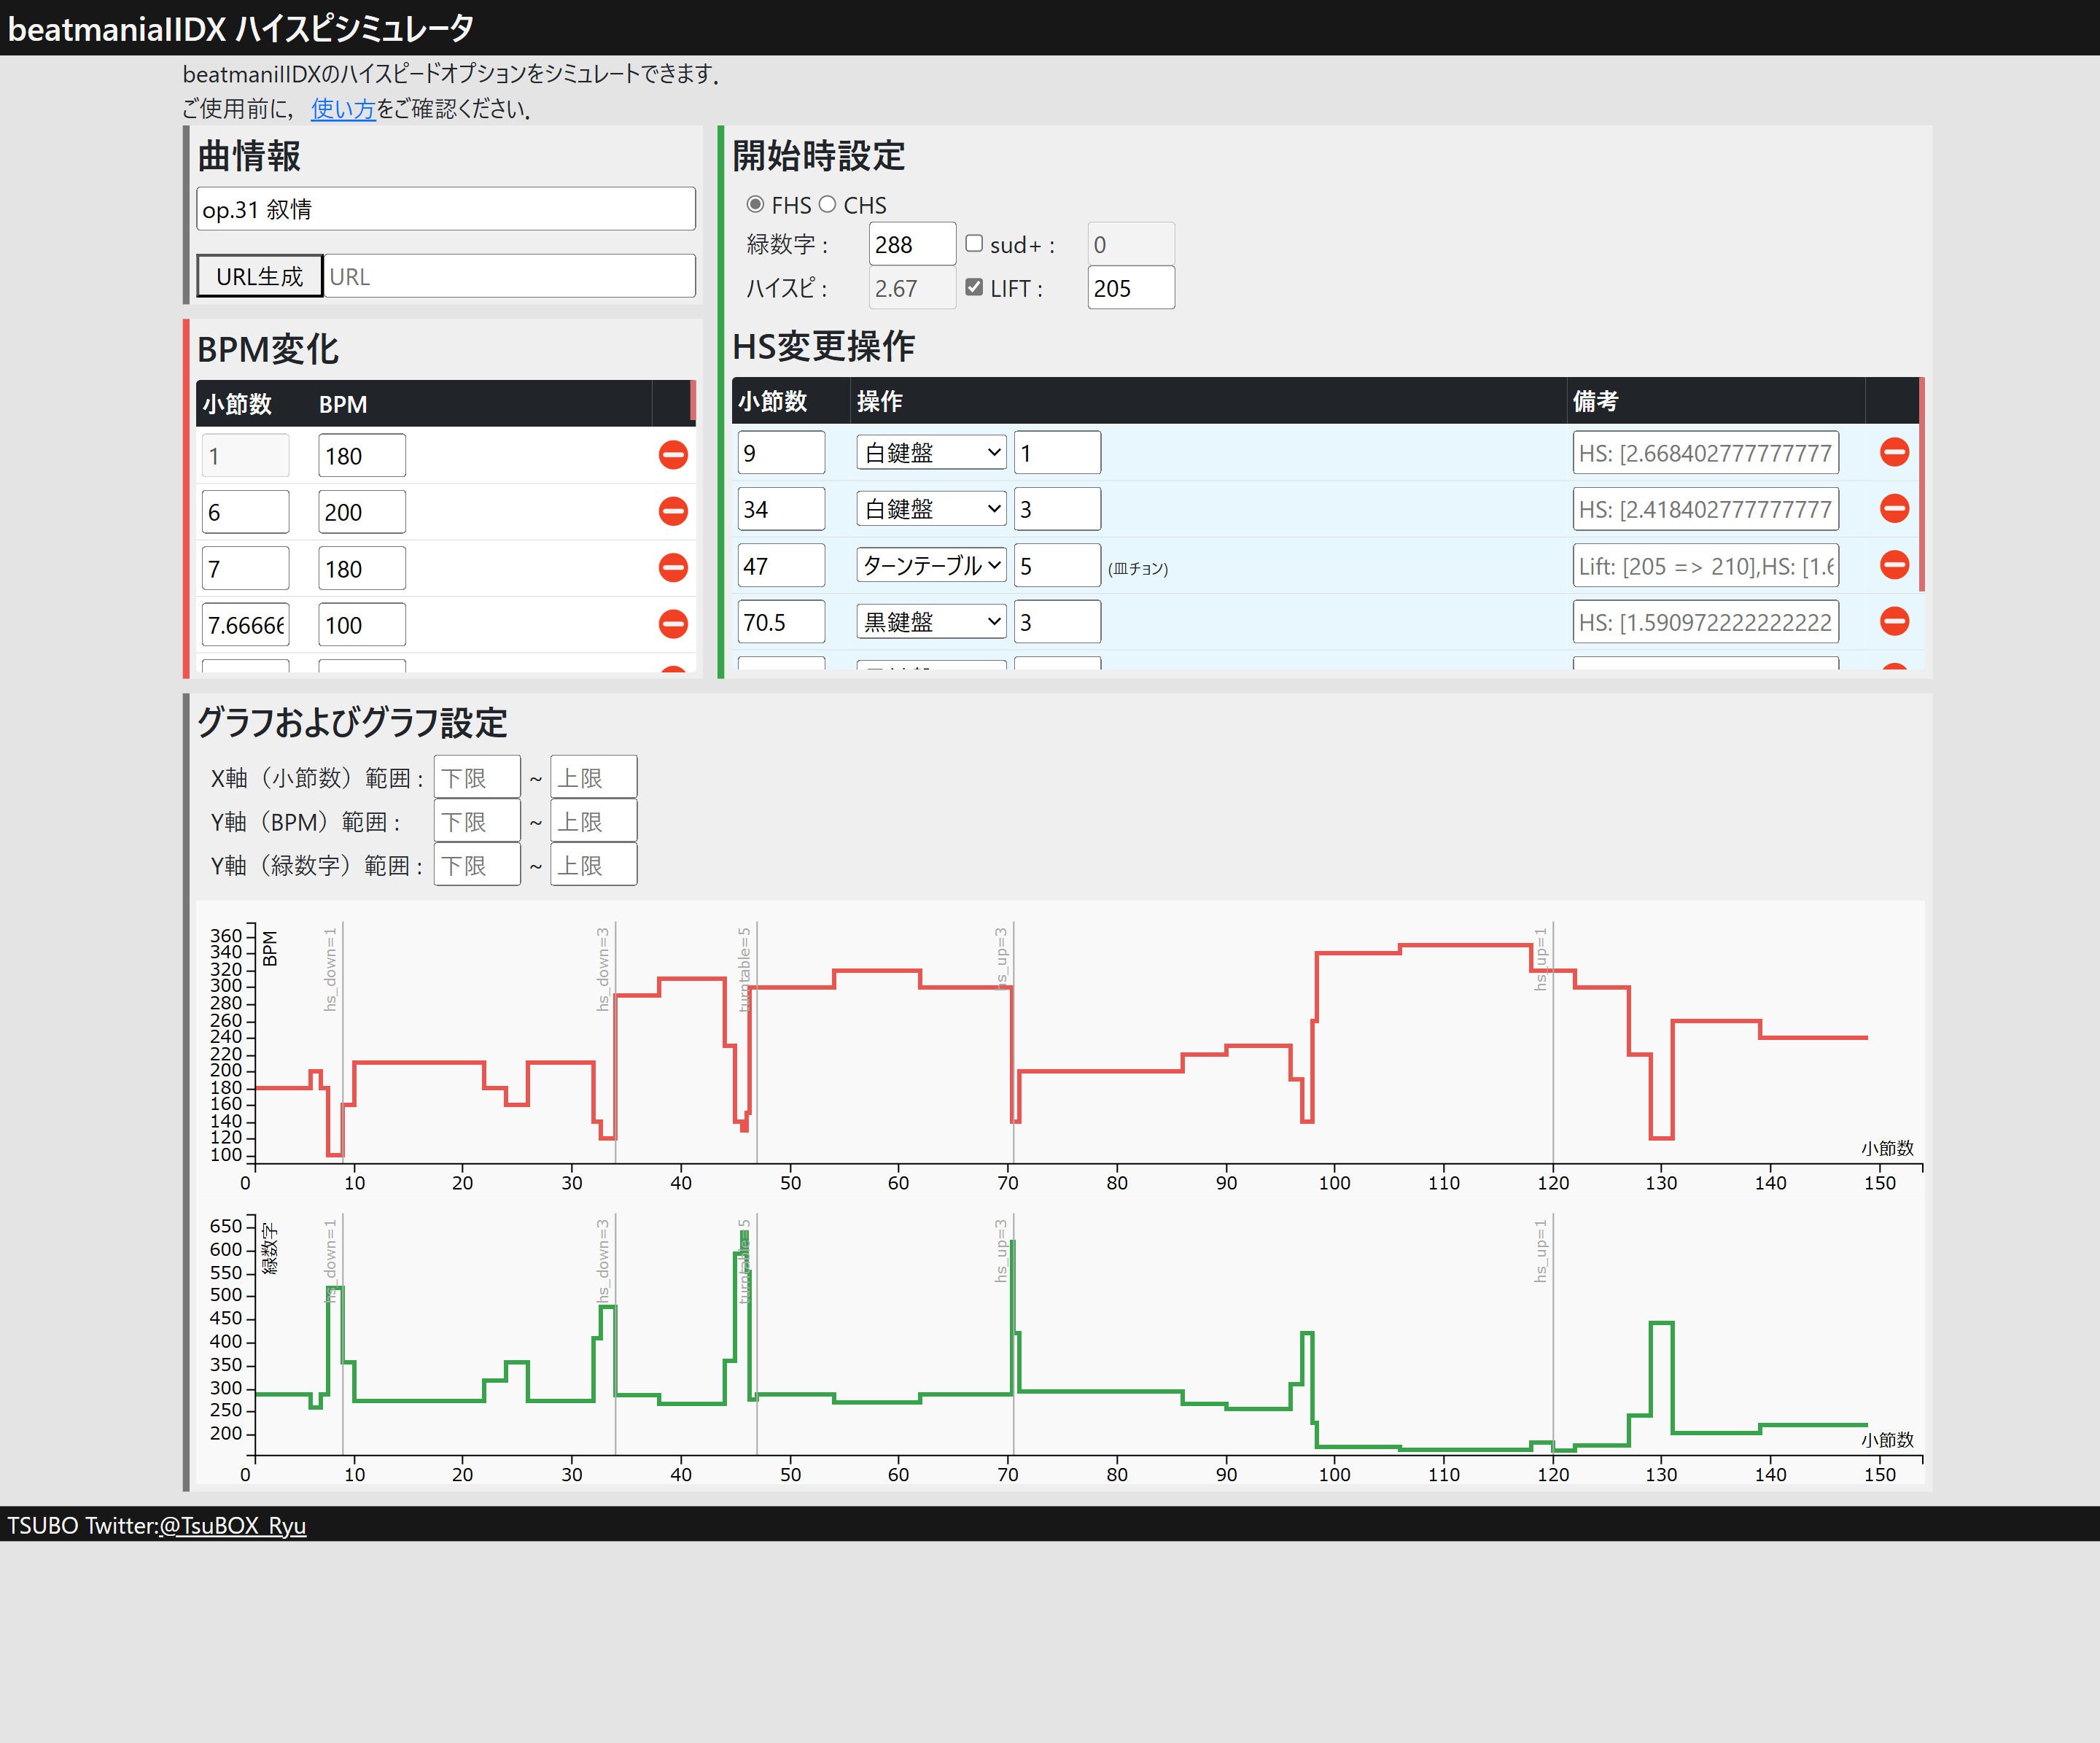 beatmaniaIIDX ハイスピシミュレータ
beatmaniIIDXのハイスピードオプションをシミュレートできます.
ご使用前に, 使い方をご確認ください.
曲情報
op.31 叙情
URL生成 URL
BPM変化
小節数 BPM
1 180
6 200
7 180
7.66666 100
開始時設定
FHS CHS
緑数字 : 288 sud+ : 0
ハイスピ : 2.67 LIFT : 205
HS変更操作
小節数 操作 備考
9 白鍵盤 1 HS: [2.668402777777777
34 白鍵盤 3 HS: [2.418402777777777
47 ターンテーブル 5 (皿チョン) Lift: [205 => 210],HS: [1.6
70.5 黒鍵盤 3 HS: [1.590972222222222
グラフおよびグラフ設定
X軸（小節数）範囲 : 下限 ~ 上限
Y軸（BPM）範囲 : 下限 ~ 上限
Y軸（緑数字）範囲 : 下限 ~ 上限
BPM
360
340
320
300
280
260
240
220
200
180
160
140
120
100
hs_down=1
hs_down=3
turntable=5
hs_up=3
hs_up=1
小節数
0 10 20 30 40 50 60 70 80 90 100 110 120 130 140 150
緑数字
650
600
550
500
450
400
350
300
250
200
hs_down=1
hs_down=3
turntable=5
hs_up=3
hs_up=1
小節数
0 10 20 30 40 50 60 70 80 90 100 110 120 130 140 150
TSUBO Twitter:@TsuBOX_Ryu